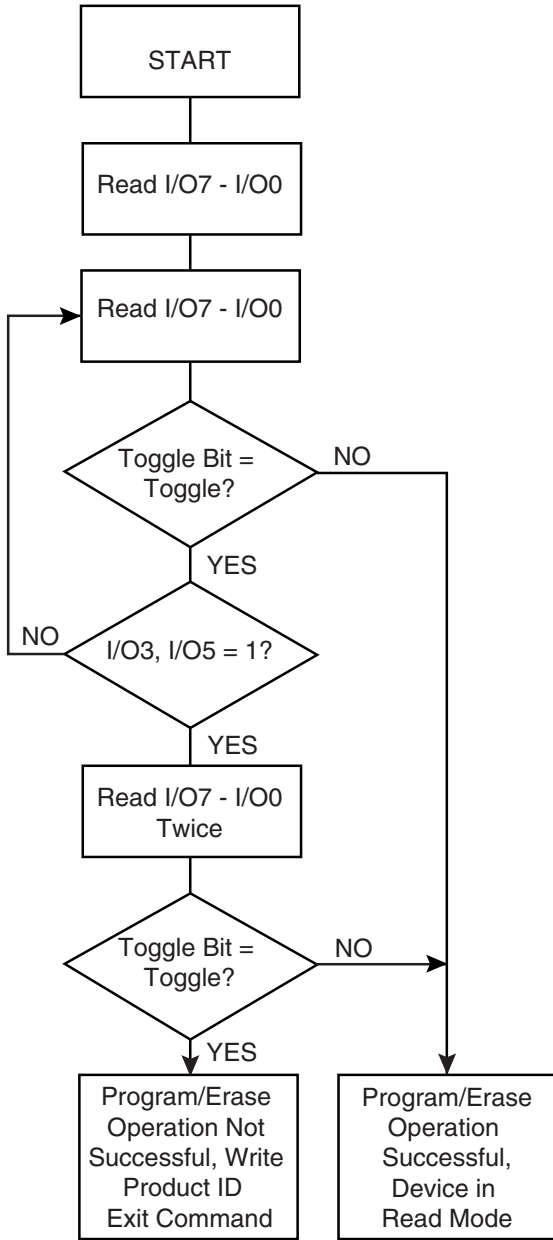 START
Read I/O7 - I/O0
Read I/O7 - I/O0
Toggle Bit =
Toggle?
NO
YES
NO
I/O3, I/O5 = 1?
YES
Read I/O7 - I/O0
Twice
Toggle Bit =
Toggle?
NO
YES
Program/Erase
Operation Not
Successful, Write
Product ID
Exit Command
Program/Erase
Operation
Successful,
Device in
Read Mode